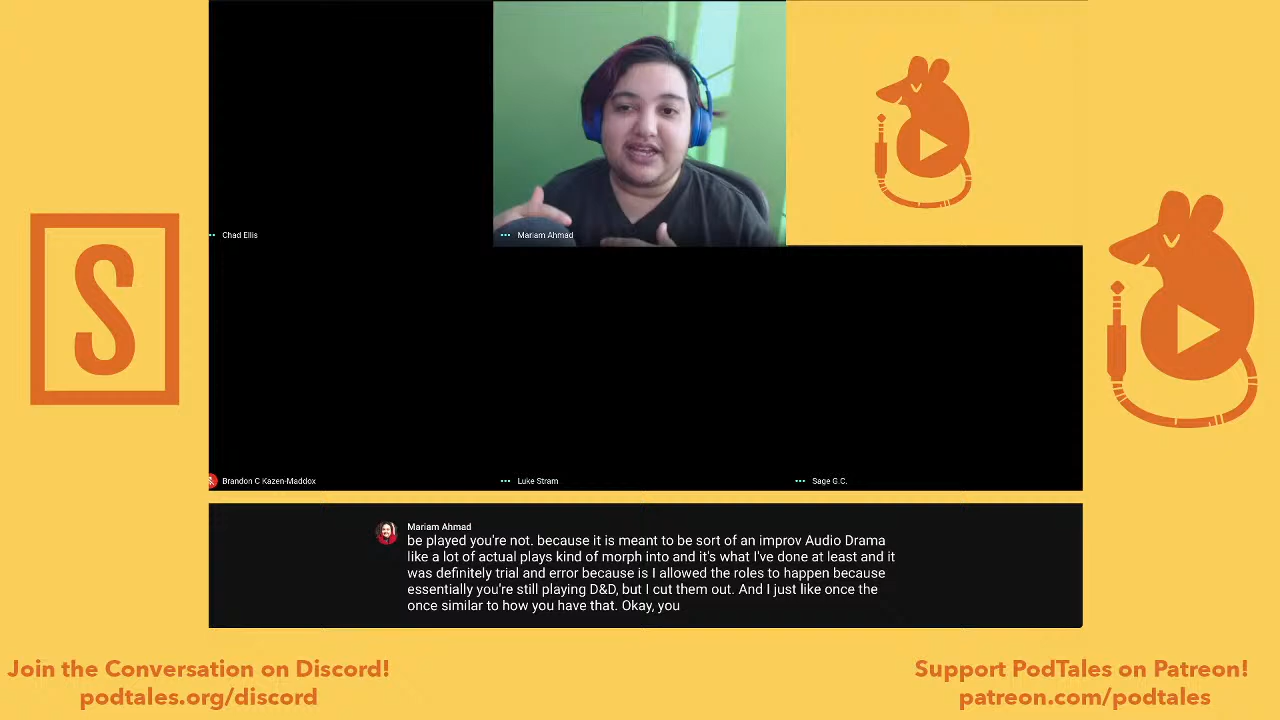 S
Chad Ellis
Mariam Ahmad
Brandon C Kazen-Maddox
Luke Stram
Sage G.C.
Mariam Ahmad
be played you're not. because it is meant to be sort of an improv Audio Drama
like a lot of actual plays kind of morph into and it's what I've done at least and it
was definitely trial and error because is I allowed the roles to happen because
essentially you're still playing D&D, but I cut them out. And I just like once the
once similar to how you have that. Okay, you
Join the Conversation on Discord!
podtales.org/discord
Support PodTales on Patreon!
patreon.com/podtales